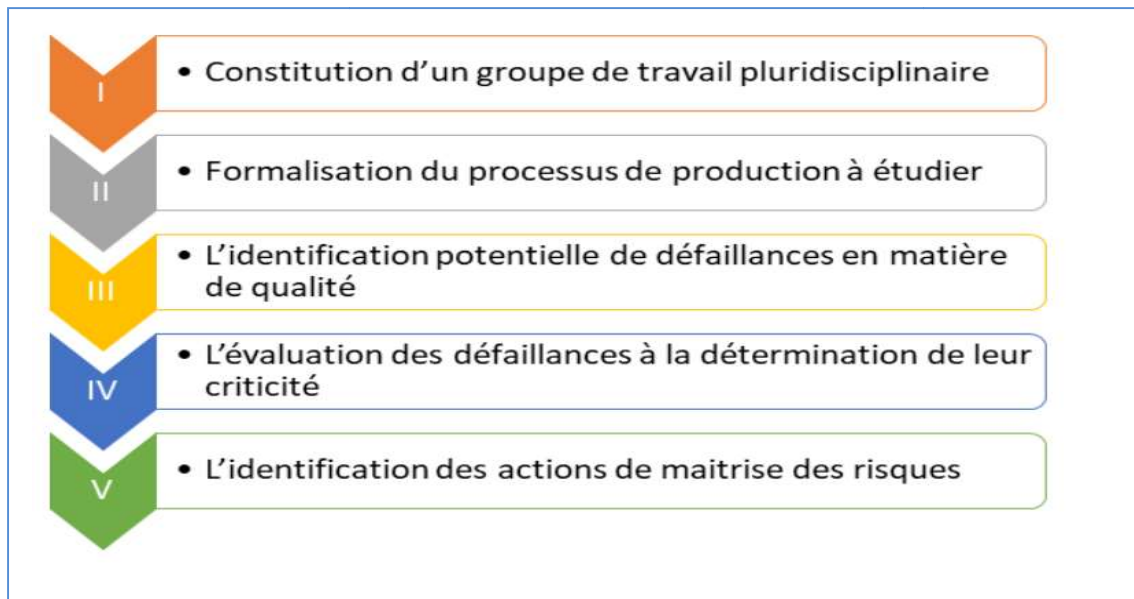 I
• Constitution d'un groupe de travail pluridisciplinaire
II
• Formalisation du processus de production à étudier
III
• L'identification potentielle de défaillances en matière
de qualité
IV
• L'évaluation des défaillances à la détermination de leur
criticité
V
• L'identification des actions de maitrise des risques